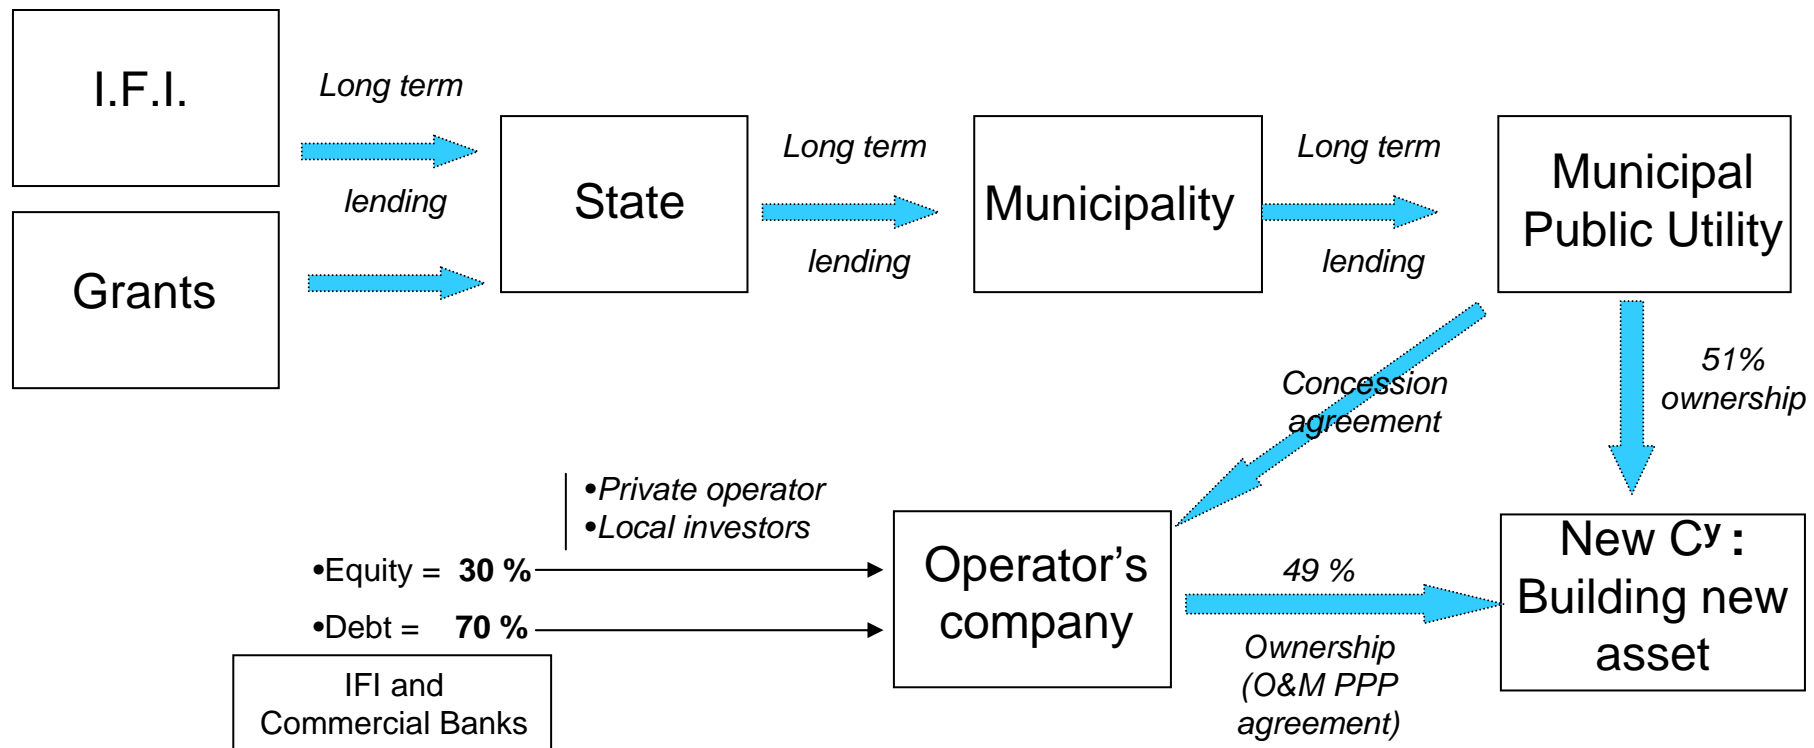 I.F.I.
Long term
lending
Grants
State
Long term
lending
Municipality
Long term
lending
Municipal
Public Utility
Concession
agreement
51%
ownership
•Private operator
•Local investors
•Equity = 30 %
•Debt = 70 %
IFI and
Commercial Banks
Operator’s
company
49 %
Ownership
(O&M PPP
agreement)
New Cʸ :
Building new
asset